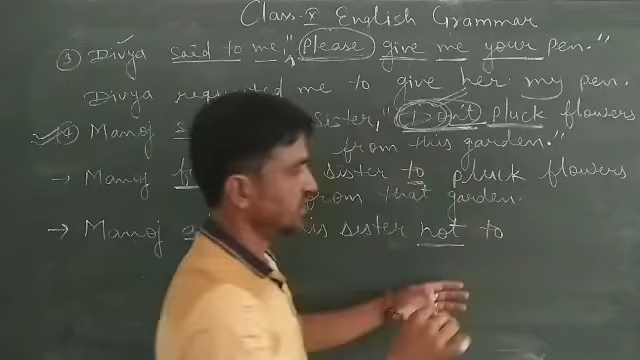 Class-X English Grammar
③ Divya said to me, "Please give me your pen."
Divya requested me to give her my pen.
④ Manoj sister, "Don't pluck flowers
from this garden."
→ Manoj sister to pluck flowers
from that garden.
→ Manoj his sister not to